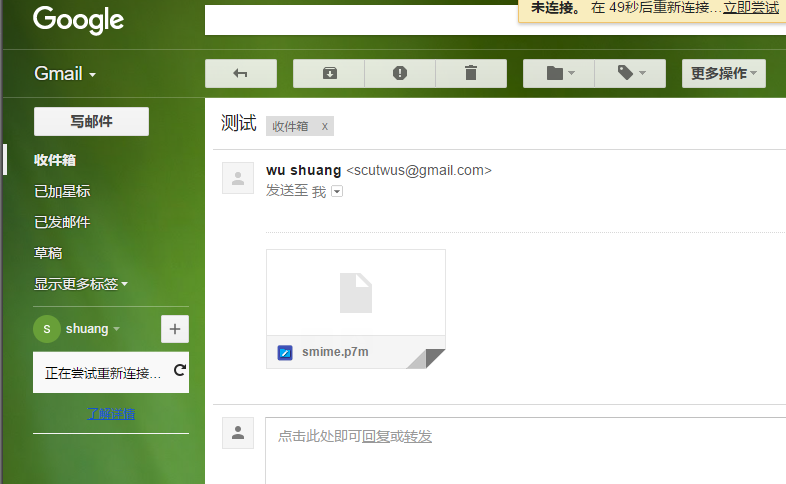 Google
未连接。 在 49秒后重新连接...立即尝试
Gmail
更多操作
写邮件
测试 收件箱 x
收件箱
wu shuang <scutwus@gmail.com>
已加星标
发送至 我
已发邮件
草稿
显示更多标签
S shuang +
smime.p7m
正在尝试重新连接...
了解详情
点击此处即可回复或转发